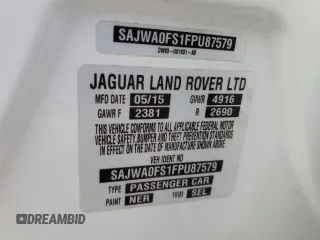 SAJWA0FS1FPU87579
JAGUAR LAND ROVER LTD
MFD DATE 05/15 GVWR 4916
GAWR F 2381 R 2690
THIS VEHICLE CONFORMS TO ALL APPLICABLE FEDERAL MOTOR
VEHICLE SAFETY, BUMPER AND THEFT PREVENTION STANDARDS
IN EFFECT ON THE DATE OF MANUFACTURE SHOWN ABOVE.
VEH IDENT NO
SAJWA0FS1FPU87579
TYPE PASSENGER CAR
PAINT NER TRIM SEL
DREAMBID